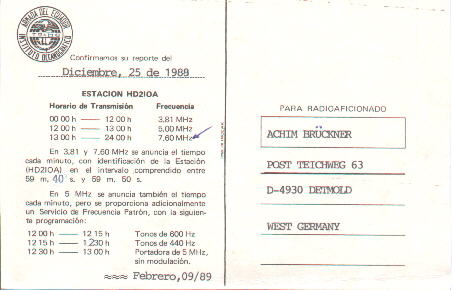 ARMADA DEL ECUADOR
INSTITUTO OCEANOGRAFICO
Confirmamos su reporte del
Diciembre, 25 de 1988
ESTACION HD2IOA
Horario de Transmisión Frecuencia
00 00 h — 12 00 h 3,81 MHz
12 00 h — 13 00 h 5,00 MHz
13 00 h — 24 00 h 7,60 MHz
En 3,81 y 7,60 MHz se anuncia el tiempo
cada minuto, con identificación de la Estación
(HD2IOA) en el intervalo comprendido entre
59 m. 40 s. y 59 m. 50 s.
En 5 MHz se anuncia también el tiempo
cada minuto, pero se proporciona adicionalmente
un Servicio de Frecuencia Patrón, con la siguien-
te programación:
12 00 h — 12 15 h Tonos de 600 Hz
12 15 h — 1230 h Tonos de 440 Hz
12 30 h — 13 00 h Portadora de 5 MHz,
sin modulación.
≈≈≈ Febrero,09/89
PARA RADIOAFICIONADO
ACHIM BRÜCKNER
POST TEICHWEG 63
D-4930 DETMOLD
WEST GERMANY